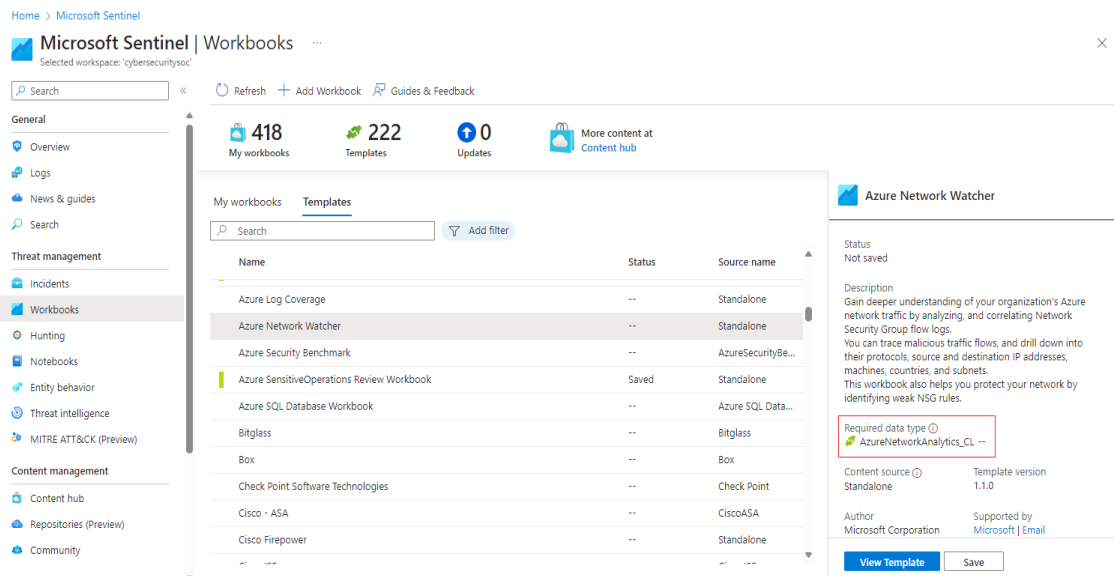 Home > Microsoft Sentinel
Microsoft Sentinel | Workbooks ...
Selected workspace: 'cybersecuritysoc'
Search
«
Refresh
Add Workbook
Guides & Feedback
General
Overview
Logs
News & guides
Search
Threat management
Incidents
Workbooks
Hunting
Notebooks
Entity behavior
Threat intelligence
MITRE ATT&CK (Preview)
Content management
Content hub
Repositories (Preview)
Community
418
My workbooks
222
Templates
0
Updates
More content at
Content hub
My workbooks Templates
Search
Add filter
Name Status Source name
Azure Log Coverage -- Standalone
Azure Network Watcher -- Standalone
Azure Security Benchmark -- AzureSecurityBe...
Azure SensitiveOperations Review Workbook Saved Standalone
Azure SQL Database Workbook -- Azure SQL Data...
Bitglass -- Bitglass
Box -- Box
Check Point Software Technologies -- Check Point
Cisco - ASA -- CiscoASA
Cisco Firepower -- Standalone
Azure Network Watcher
Status
Not saved
Description
Gain deeper understanding of your organization's Azure
network traffic by analyzing, and correlating Network
Security Group flow logs.
You can trace malicious traffic flows, and drill down into
their protocols, source and destination IP addresses,
machines, countries, and subnets.
This workbook also helps you protect your network by
identifying weak NSG rules.
Required data type
AzureNetworkAnalytics_CL --
Content source Template version
Standalone 1.1.0
Author Supported by
Microsoft Corporation Microsoft | Email
View Template Save